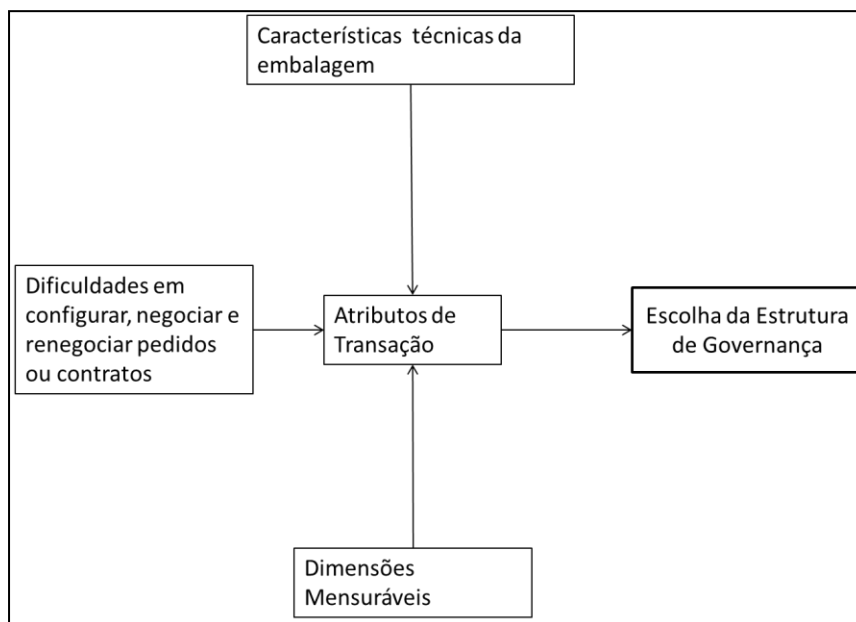 Características técnicas da
embalagem
Dificuldades em
configurar, negociar e
renegociar pedidos
ou contratos
Atributos de
Transação
Escolha da Estrutura
de Governança
Dimensões
Mensuráveis